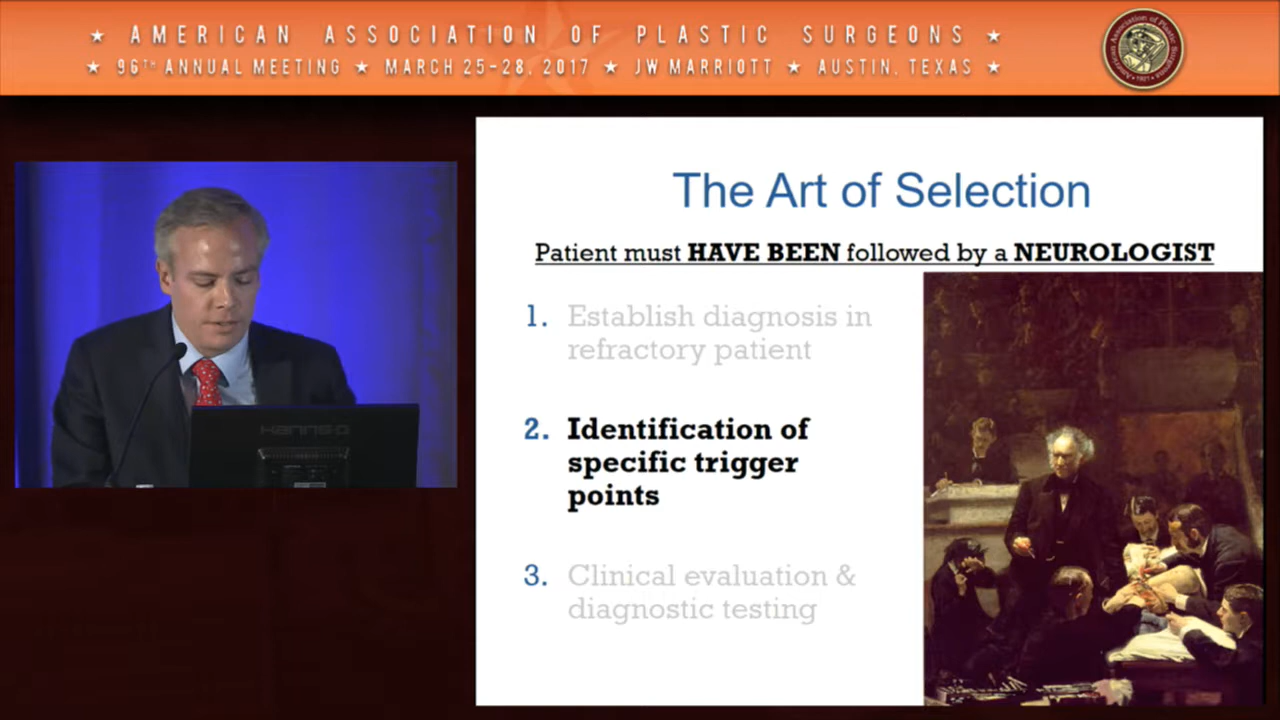 ★ AMERICAN ASSOCIATION OF PLASTIC SURGEONS ★
★ 96TH ANNUAL MEETING ★ MARCH 25-28, 2017 ★ JW MARRIOTT ★ AUSTIN, TEXAS ★
The Art of Selection
Patient must HAVE BEEN followed by a NEUROLOGIST
1. Establish diagnosis in
refractory patient
2. Identification of
specific trigger
points
3. Clinical evaluation &
diagnostic testing
HANNS-G